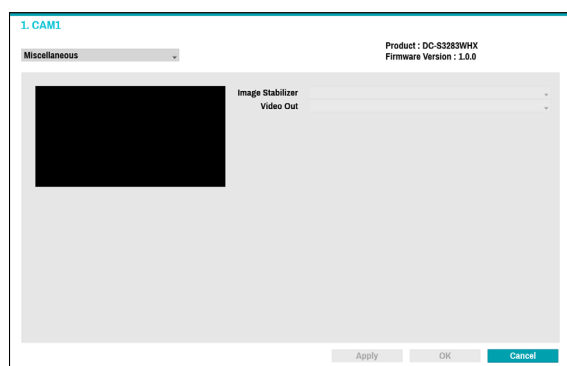 1. CAM1
Miscellaneous
Product : DC-S3283WHX
Firmware Version : 1.0.0
Image Stabilizer
Video Out
Apply
OK
Cancel